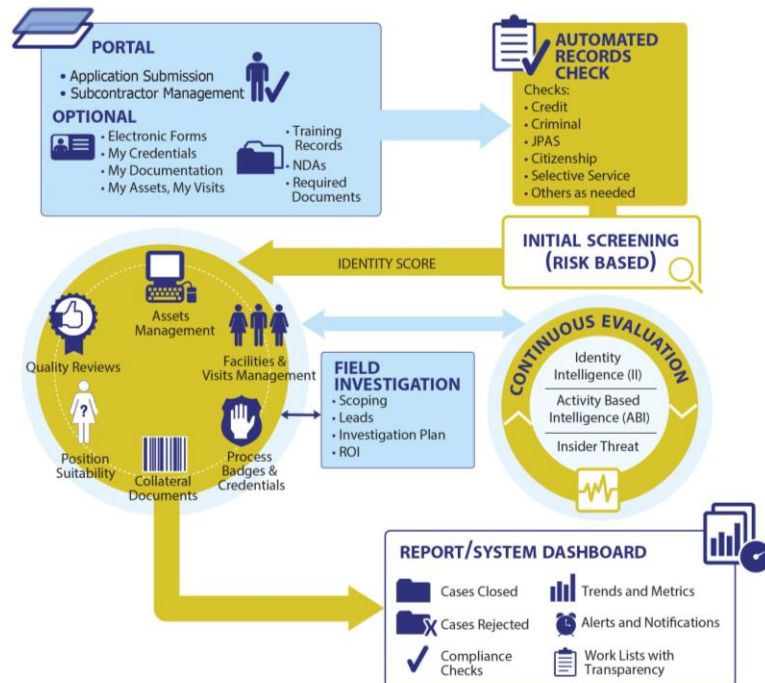 PORTAL
• Application Submission
• Subcontractor Management
OPTIONAL
• Electronic Forms
• My Credentials
• My Documentation
• My Assets, My Visits
• Training
Records
• NDAs
• Required
Documents
AUTOMATED
RECORDS
CHECK
Checks:
• Credit
• Criminal
• JPAS
• Citizenship
• Selective Service
• Others as needed
INITIAL SCREENING
(RISK BASED)
IDENTITY SCORE
Assets
Management
Quality Reviews
Facilities &
Visits Management
?
Position
Suitability
Collateral
Documents
Process
Badges &
Credentials
FIELD
INVESTIGATION
• Scoping
• Leads
• Investigation Plan
• ROI
CONTINUOUS EVALUATION
Identity
Intelligence (II)
Activity Based
Intelligence (ABI)
Insider Threat
REPORT/SYSTEM DASHBOARD
Cases Closed
Cases Rejected
Compliance
Checks
Trends and Metrics
Alerts and Notifications
Work Lists with
Transparency